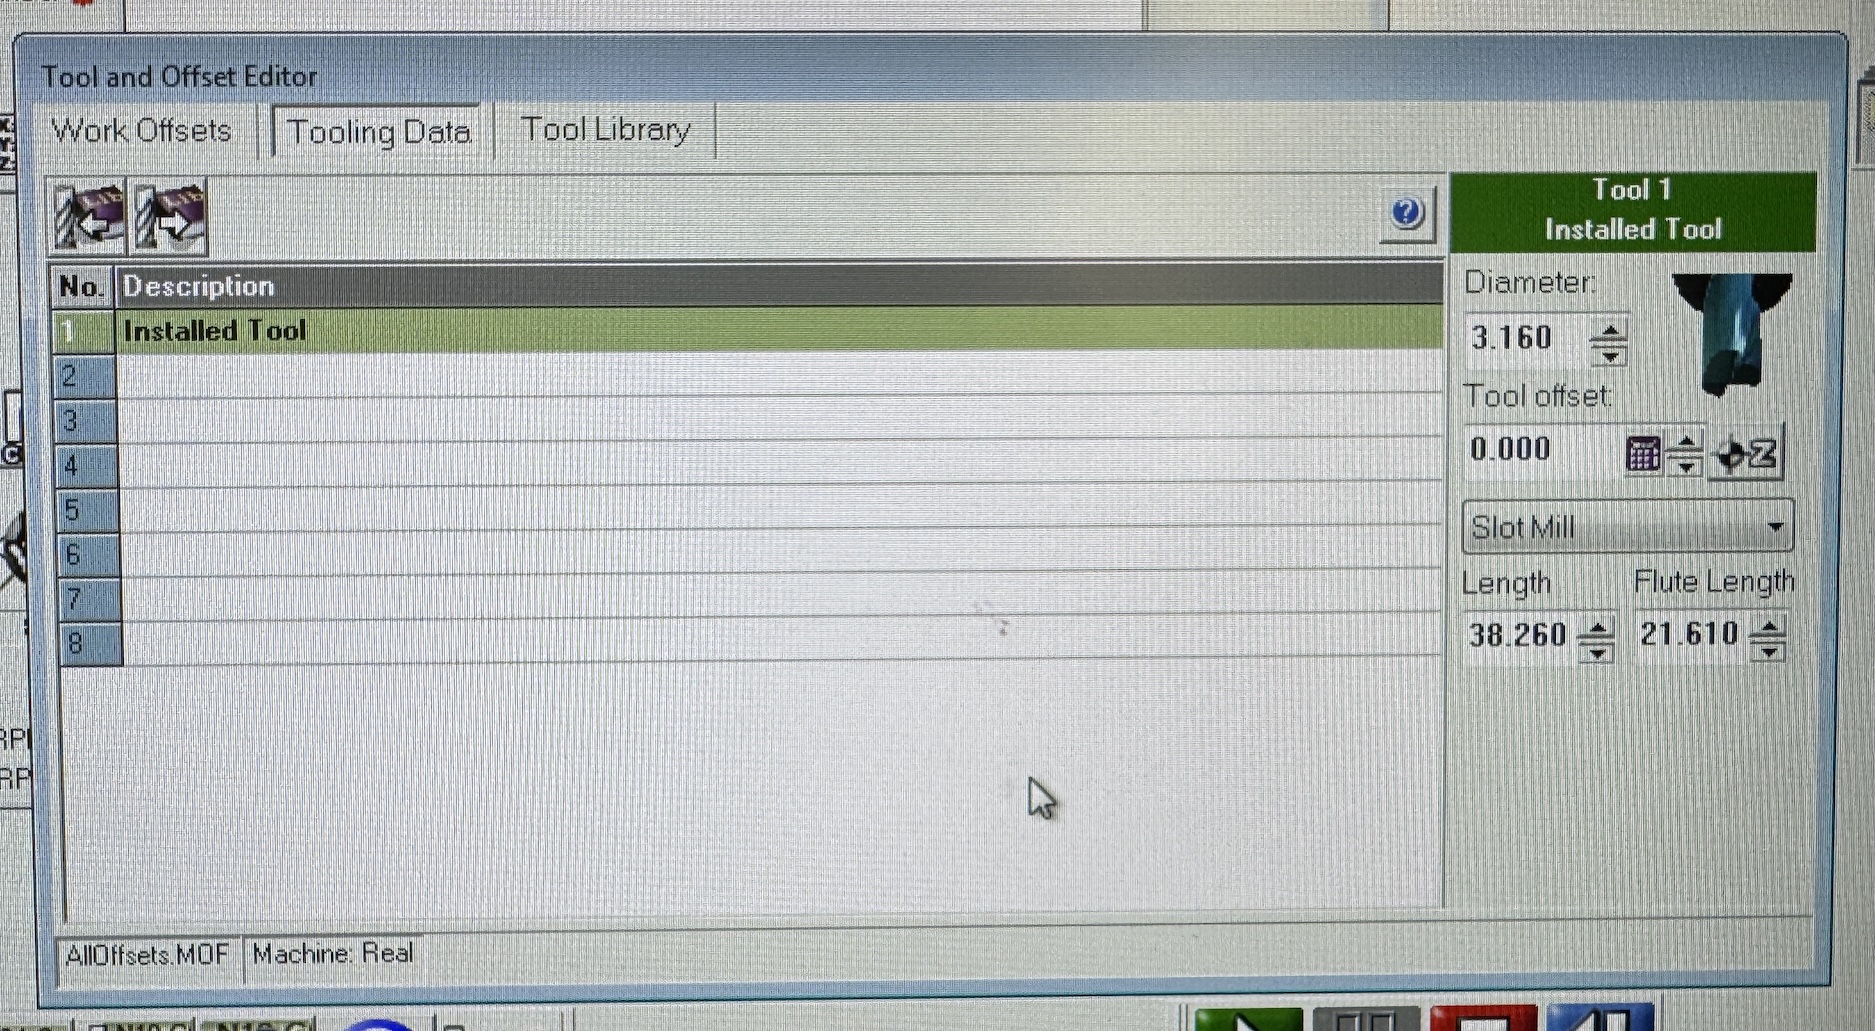 Tool and Offset Editor
Work Offsets
Tooling Data
Tool Library
Tool 1
Installed Tool
No. Description
1 Installed Tool
2
3
4
5
6
7
8
Diameter:
3.160
Tool offset:
0.000
Z
Slot Mill
Length
Flute Length
38.260
21.610
AllOffsets.MOF
Machine: Real